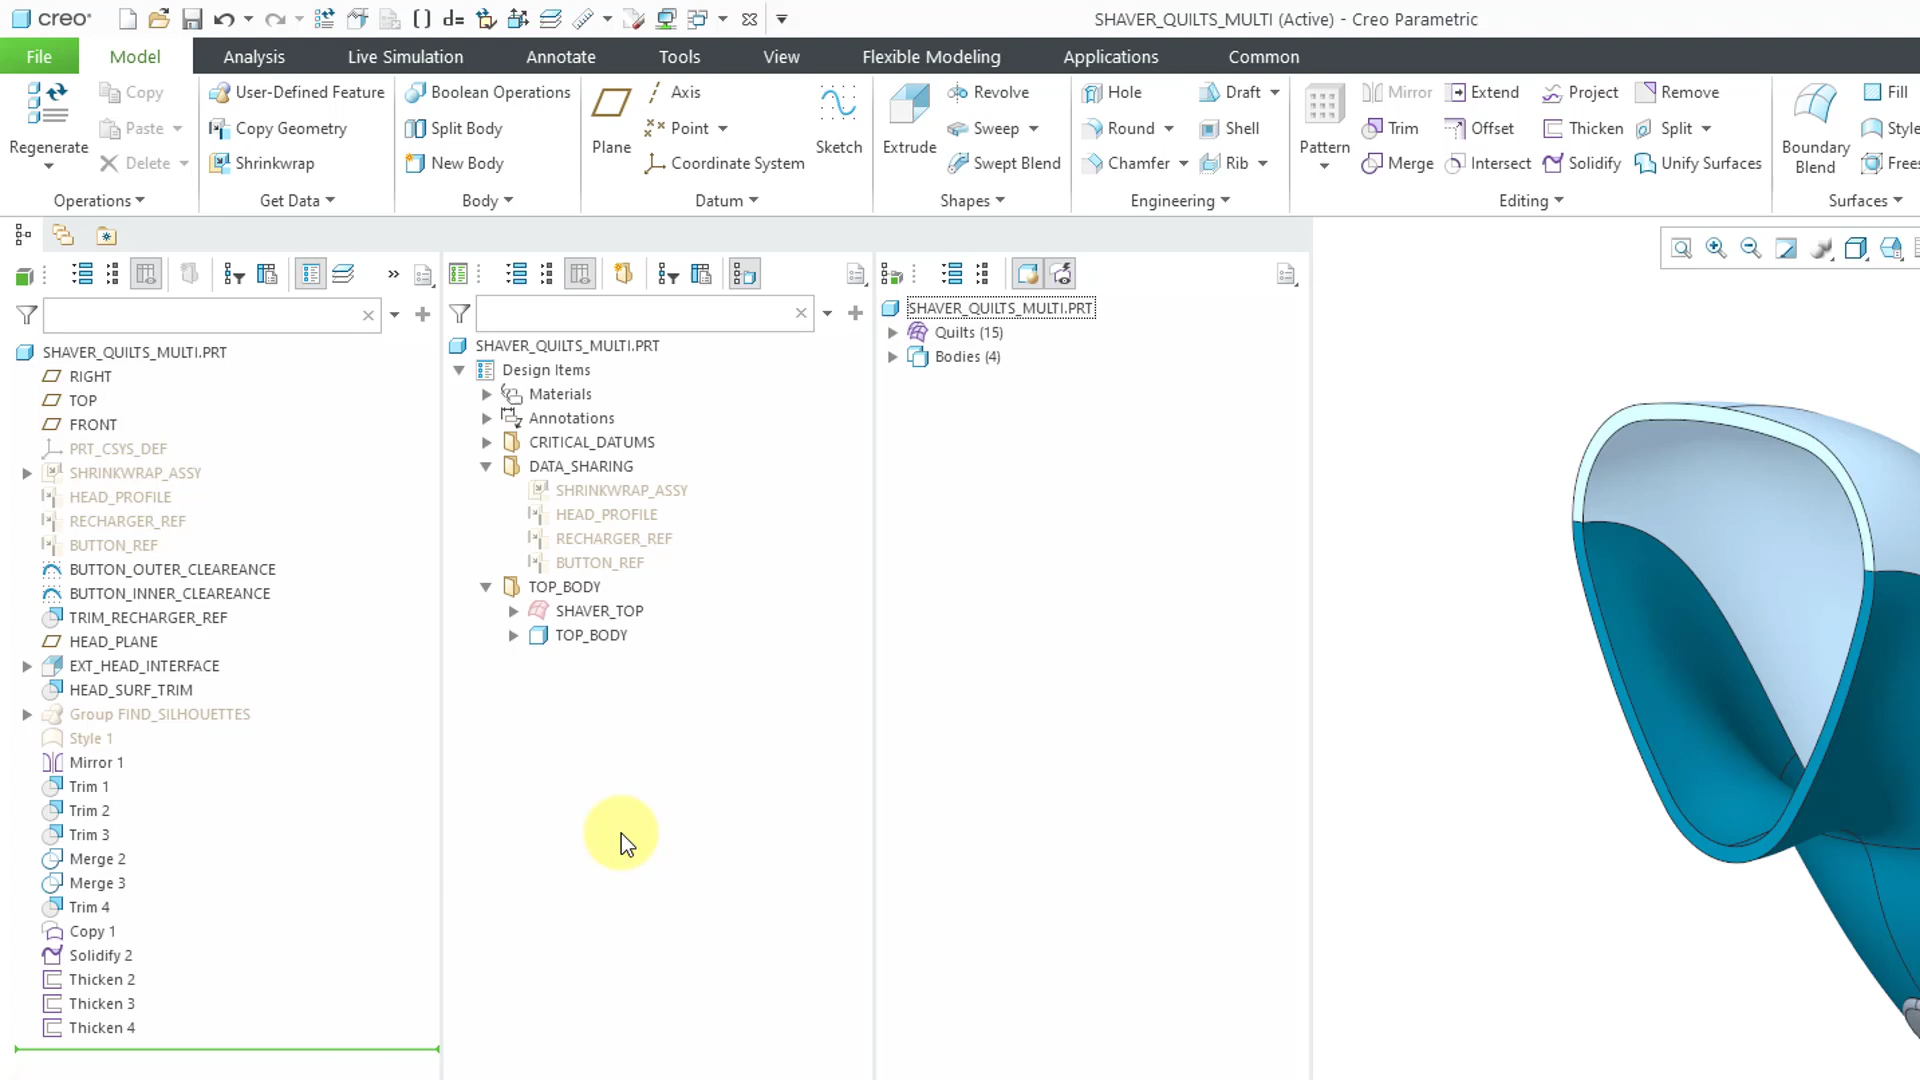 creo
d=
SHAVER_QUILTS_MULTI (Active) - Creo Parametric
File
Model
Analysis
Live Simulation
Annotate
Tools
View
Flexible Modeling
Applications
Common
Regenerate
Copy
Paste
Delete
Operations
User-Defined Feature
Copy Geometry
Shrinkwrap
Get Data
Boolean Operations
Split Body
New Body
Body
Plane
Axis
Point
Coordinate System
Sketch
Datum
Extrude
Revolve
Sweep
Swept Blend
Shapes
Hole
Round
Chamfer
Draft
Shell
Rib
Engineering
Pattern
Mirror
Trim
Merge
Extend
Offset
Intersect
Project
Thicken
Solidify
Remove
Split
Unify Surfaces
Editing
Boundary
Blend
Fill
Style
Frees
Surfaces
SHAVER_QUILTS_MULTI.PRT
RIGHT
TOP
FRONT
PRT_CSYS_DEF
SHRINKWRAP_ASSY
HEAD_PROFILE
RECHARGER_REF
BUTTON_REF
BUTTON_OUTER_CLEAREANCE
BUTTON_INNER_CLEAREANCE
TRIM_RECHARGER_REF
HEAD_PLANE
EXT_HEAD_INTERFACE
HEAD_SURF_TRIM
Group FIND_SILHOUETTES
Style 1
Mirror 1
Trim 1
Trim 2
Trim 3
Merge 2
Merge 3
Trim 4
Copy 1
Solidify 2
Thicken 2
Thicken 3
Thicken 4
SHAVER_QUILTS_MULTI.PRT
Design Items
Materials
Annotations
CRITICAL_DATUMS
DATA_SHARING
SHRINKWRAP_ASSY
HEAD_PROFILE
RECHARGER_REF
BUTTON_REF
TOP_BODY
SHAVER_TOP
TOP_BODY
SHAVER_QUILTS_MULTI.PRT
Quilts (15)
Bodies (4)